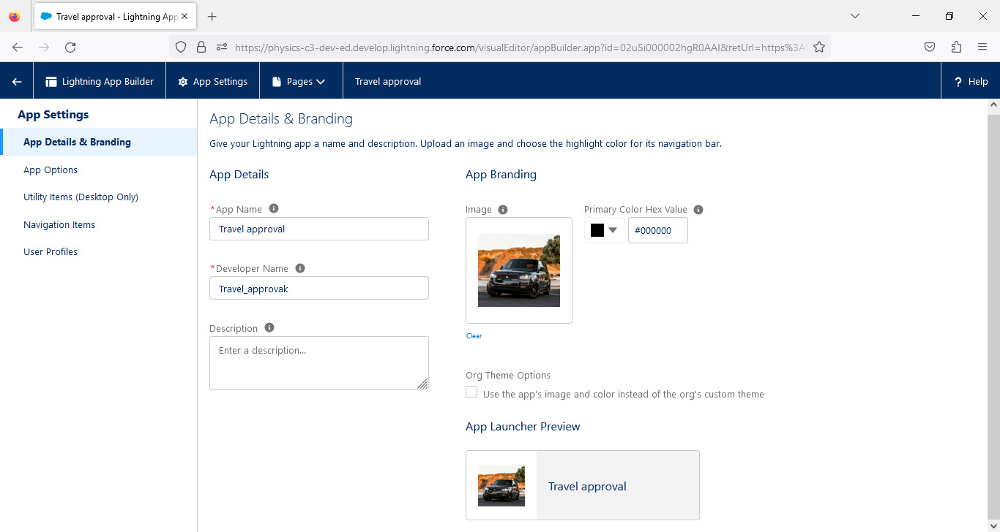 Travel approval - Lightning App
https://physics-c3-dev-ed.develop.lightning.force.com/visualEditor/appBuilder.app?id=02u5i000002hgR0AAI&retUrl=https%3A%
Lightning App Builder
App Settings
Pages
Travel approval
? Help
App Settings
App Details & Branding
App Options
Utility Items (Desktop Only)
Navigation Items
User Profiles
App Details & Branding
Give your Lightning app a name and description. Upload an image and choose the highlight color for its navigation bar.
App Details
*App Name
Travel approval
*Developer Name
Travel_approvak
Description
Enter a description...
App Branding
Image
Clear
Primary Color Hex Value
#000000
Org Theme Options
Use the app's image and color instead of the org's custom theme
App Launcher Preview
Travel approval